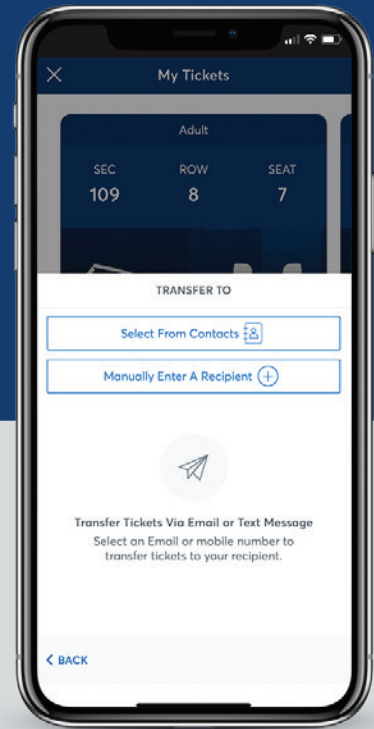 My Tickets
Adult
SEC ROW SEAT
109 8 7
TRANSFER TO
Select From Contacts
Manually Enter A Recipient
Transfer Tickets Via Email or Text Message
Select an Email or mobile number to
transfer tickets to your recipient.
BACK